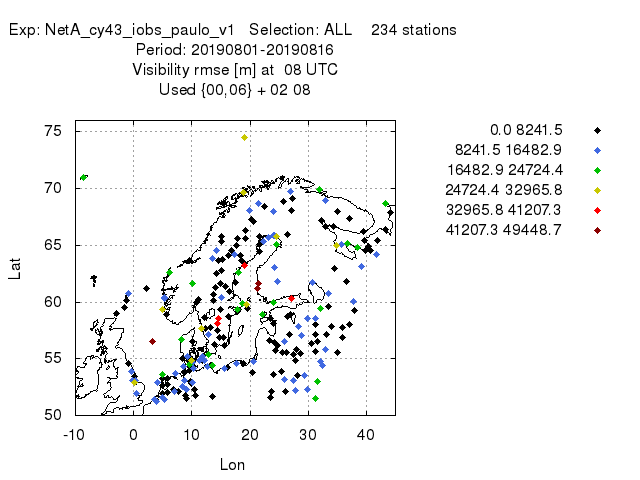 Exp: NetA_cy43_iobs_paulo_v1 Selection: ALL 234 stations
Period: 20190801-20190816
Visibility rmse [m] at 08 UTC
Used {00,06} + 02 08
0.0 8241.5
8241.5 16482.9
16482.9 24724.4
24724.4 32965.8
32965.8 41207.3
41207.3 49448.7
75
70
65
60
55
50
Lat
-10 0 10 20 30 40
Lon